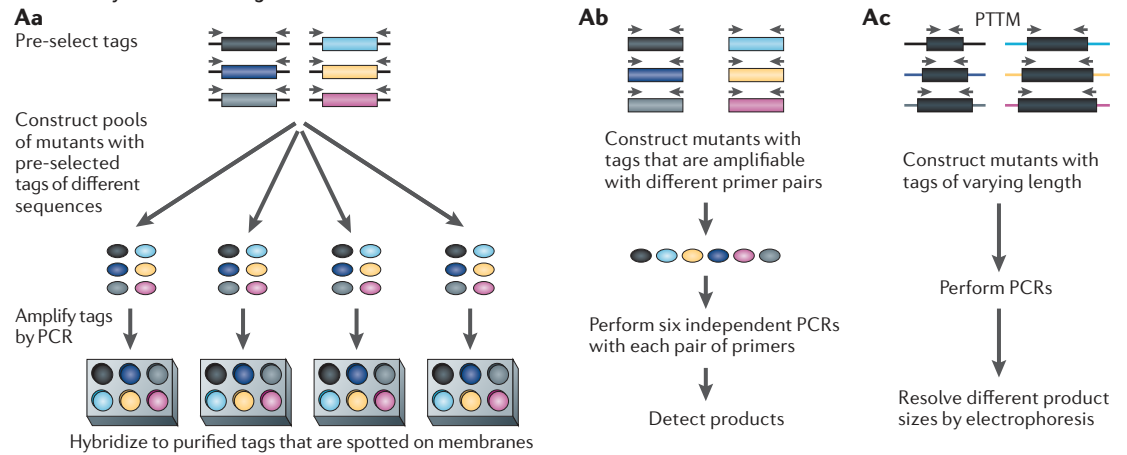 Aa
Pre-select tags
Construct pools
of mutants with
pre-selected
tags of different
sequences
Amplify tags
by PCR
Hybridize to purified tags that are spotted on membranes
Ab
Construct mutants with
tags that are amplifiable
with different primer pairs
Perform six independent PCRs
with each pair of primers
Detect products
Ac
PTTM
Construct mutants with
tags of varying length
Perform PCRs
Resolve different product
sizes by electrophoresis